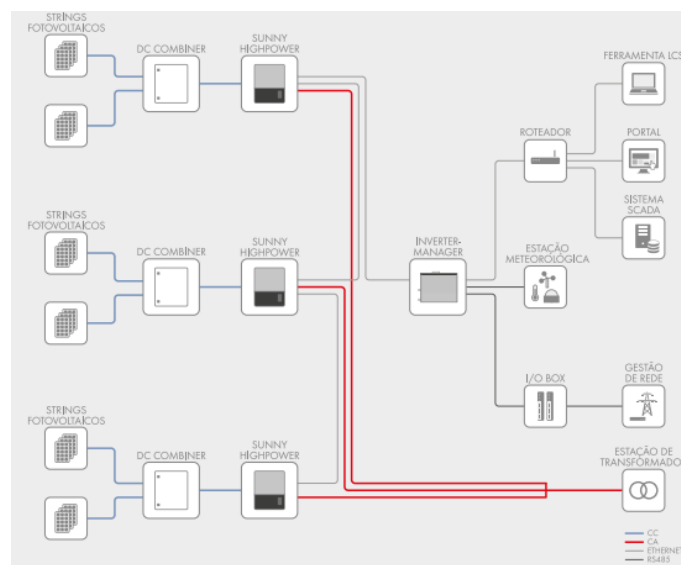 STRINGS
FOTOVOLTAICOS
DC COMBINER
SUNNY
HIGHPOWER
FERRAMENTA LCS
ROTEADOR
PORTAL
SISTEMA
SCADA
STRINGS
FOTOVOLTAICOS
DC COMBINER
SUNNY
HIGHPOWER
INVERTER-
MANAGER
ESTAÇÃO
METEOROLÓGICA
I/O BOX
GESTÃO
DE REDE
STRINGS
FOTOVOLTAICOS
DC COMBINER
SUNNY
HIGHPOWER
ESTAÇÃO DE
TRANSFORMADO
CC
CA
ETHERNET
RS485